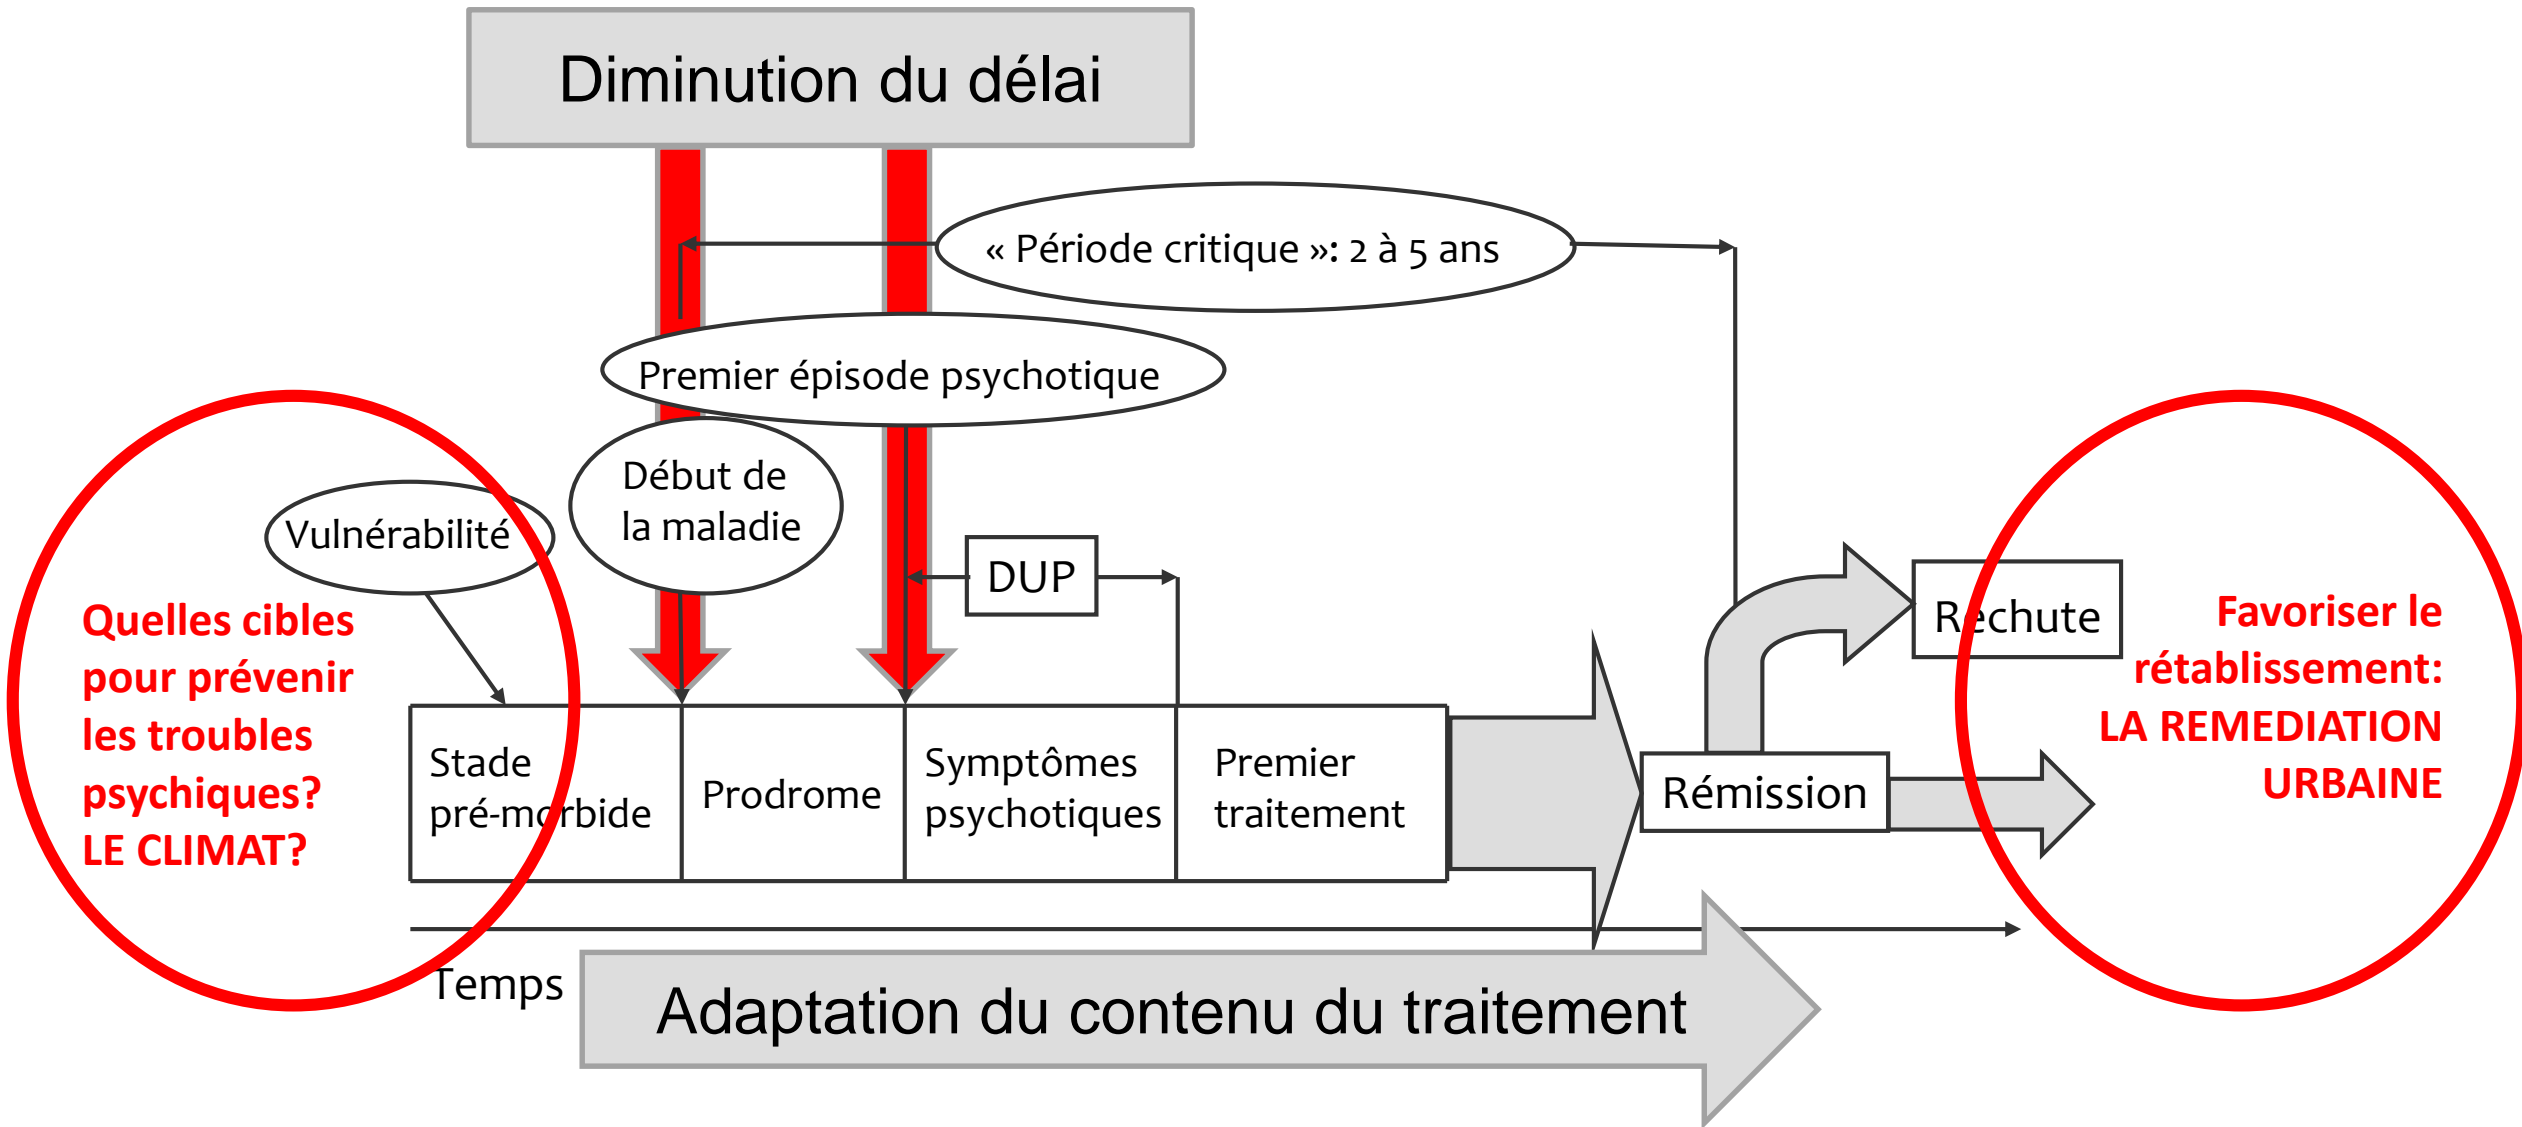 Diminution du délai
« Période critique »: 2 à 5 ans
Premier épisode psychotique
Début de
la maladie
Vulnérabilité
DUP
Quelles cibles
pour prévenir
les troubles
psychiques?
LE CLIMAT?
Rechute
Favoriser le
rétablissement:
LA REMEDIATION
URBAINE
Stade
pré-morbide
Prodrome
Symptômes
psychotiques
Premier
traitement
Rémission
Temps
Adaptation du contenu du traitement